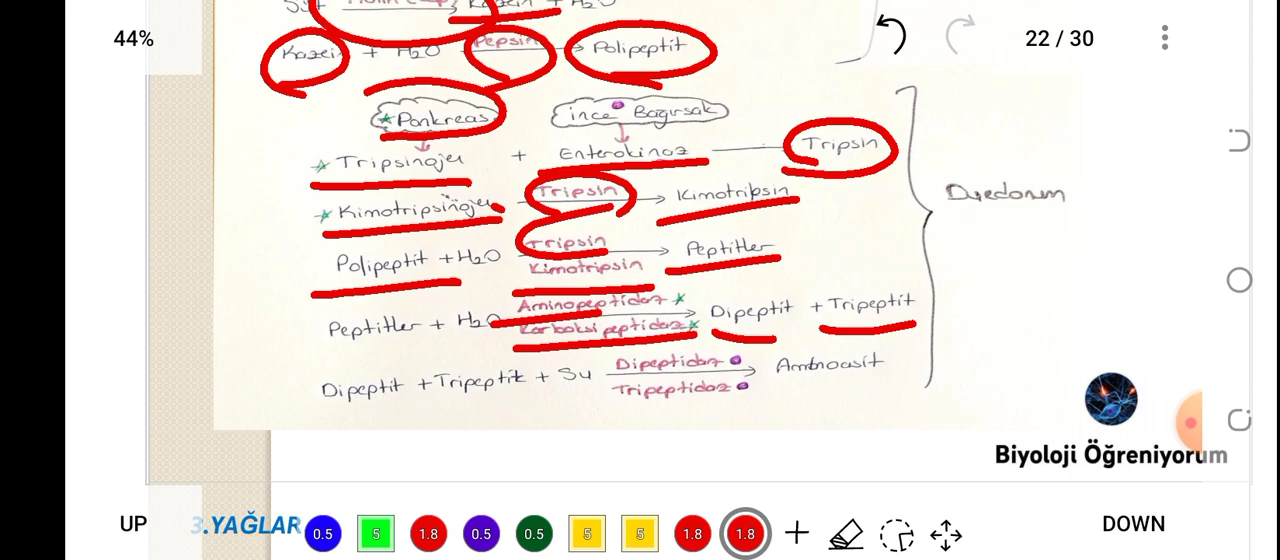 44%
22 / 30
Süt + H₂O
Kazein + H₂O Pepsin → Polipeptit
Pankreas İnce Bağırsak
Tripsinojen + Enterokinaz Tripsin
Kimotripsinojen Tripsin → Kimotripsin
Duedonum
Polipeptit + H₂O Tripsin → Peptitler
Kimotripsin
Peptitler + H₂O Aminopeptidaz → Dipeptit + Tripeptit
Karboksipeptidaz
Dipeptit + Tripeptit + Su Dipeptidaz → Aminoasit
Tripeptidaz
Biyoloji Öğreniyorum
UP 3.YAĞLAR 0.5 5 1.8 0.5 0.5 5 5 1.8 1.8 DOWN